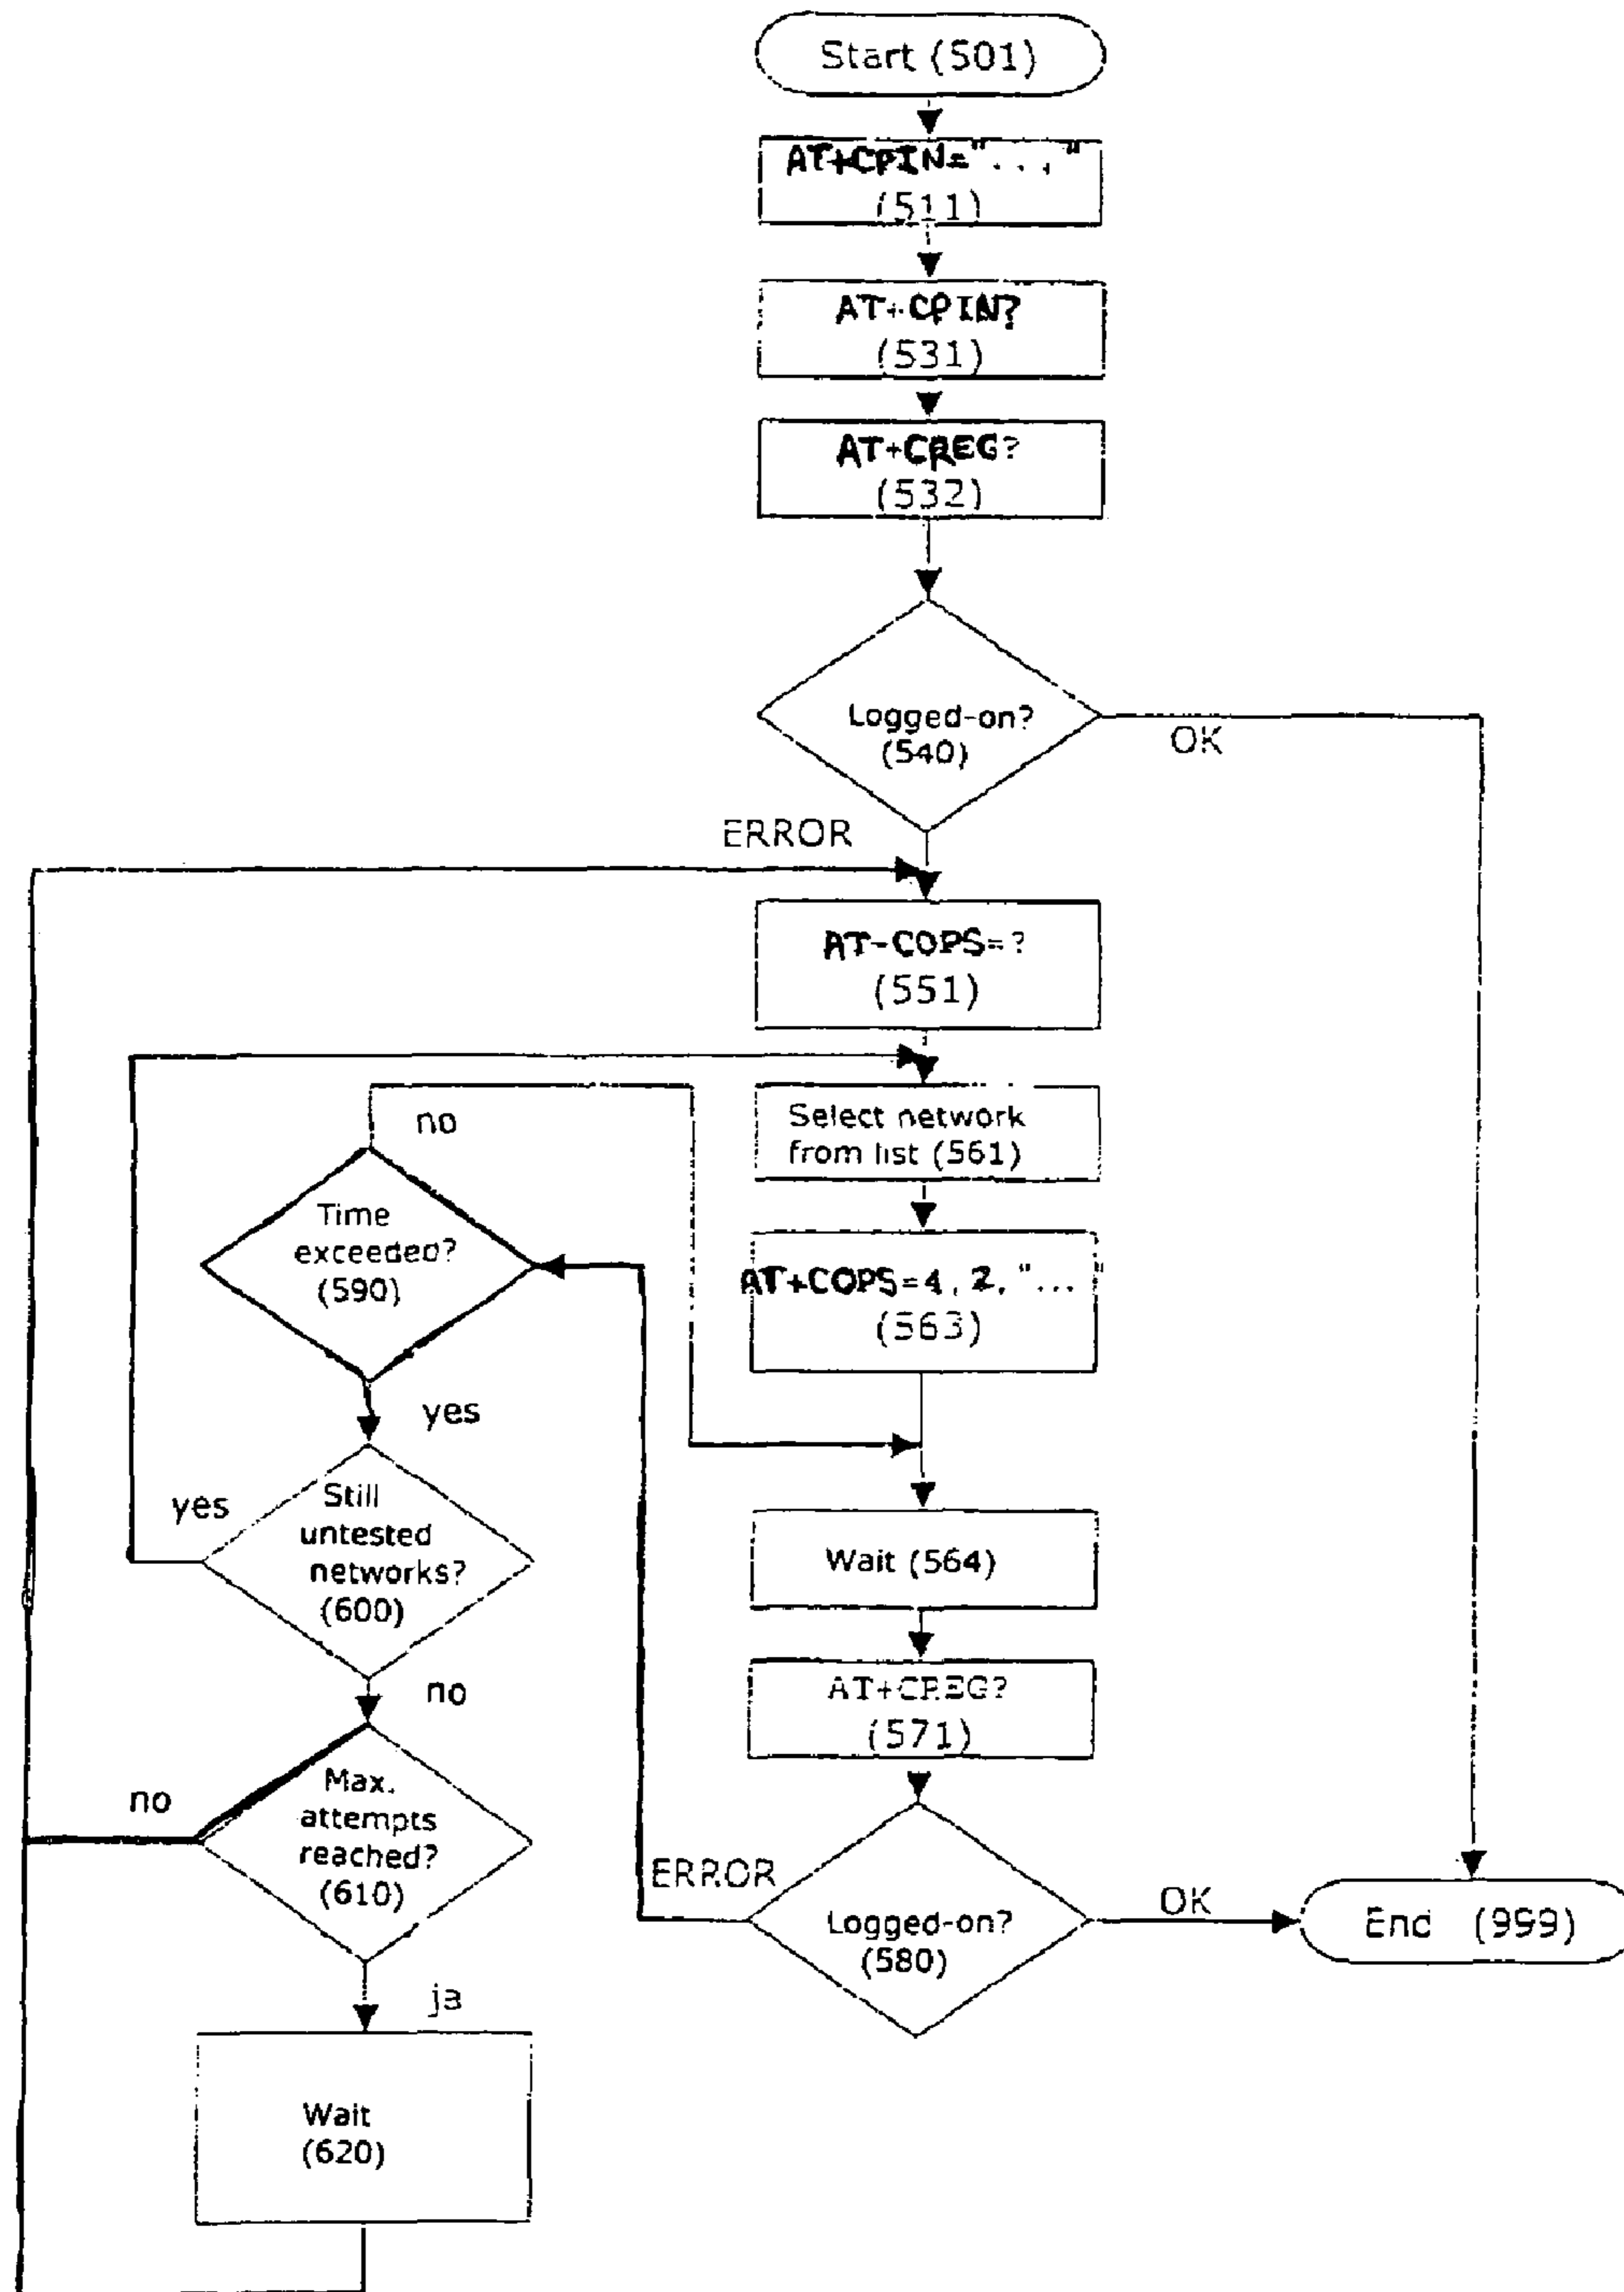 Start (501)
AT+CPIN="...."
(511)
AT+CPIN?
(531)
AT+CREG?
(532)
Logged-on?
(540)
OK
ERROR
AT-COPS=?
(551)
Select network
from list (561)
no
Time
exceeded?
(590)
AT+COPS=4, 2, "..."
(563)
yes
yes
Still
untested
networks?
(600)
Wait (564)
no
AT+CREG?
(571)
no
Max.
attempts
reached?
(610)
ERROR
Logged-on?
(580)
OK
End (999)
ja
Wait
(620)